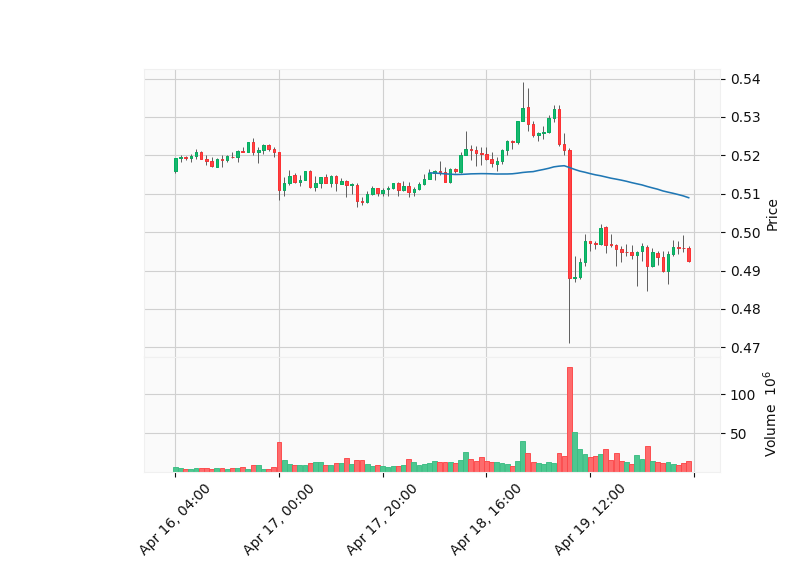 0.54
0.53
0.52
0.51
0.50
0.49
0.48
0.47
Price
100
50
Volume 10^6
Apr 16, 04:00
Apr 17, 00:00
Apr 17, 20:00
Apr 18, 16:00
Apr 19, 12:00